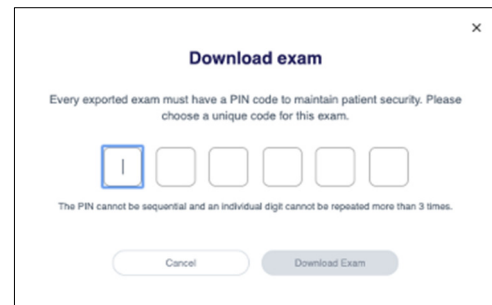 Download exam
Every exported exam must have a PIN code to maintain patient security. Please
choose a unique code for this exam.
The PIN cannot be sequential and an individual digit cannot be repeated more than 3 times.
Cancel
Download Exam